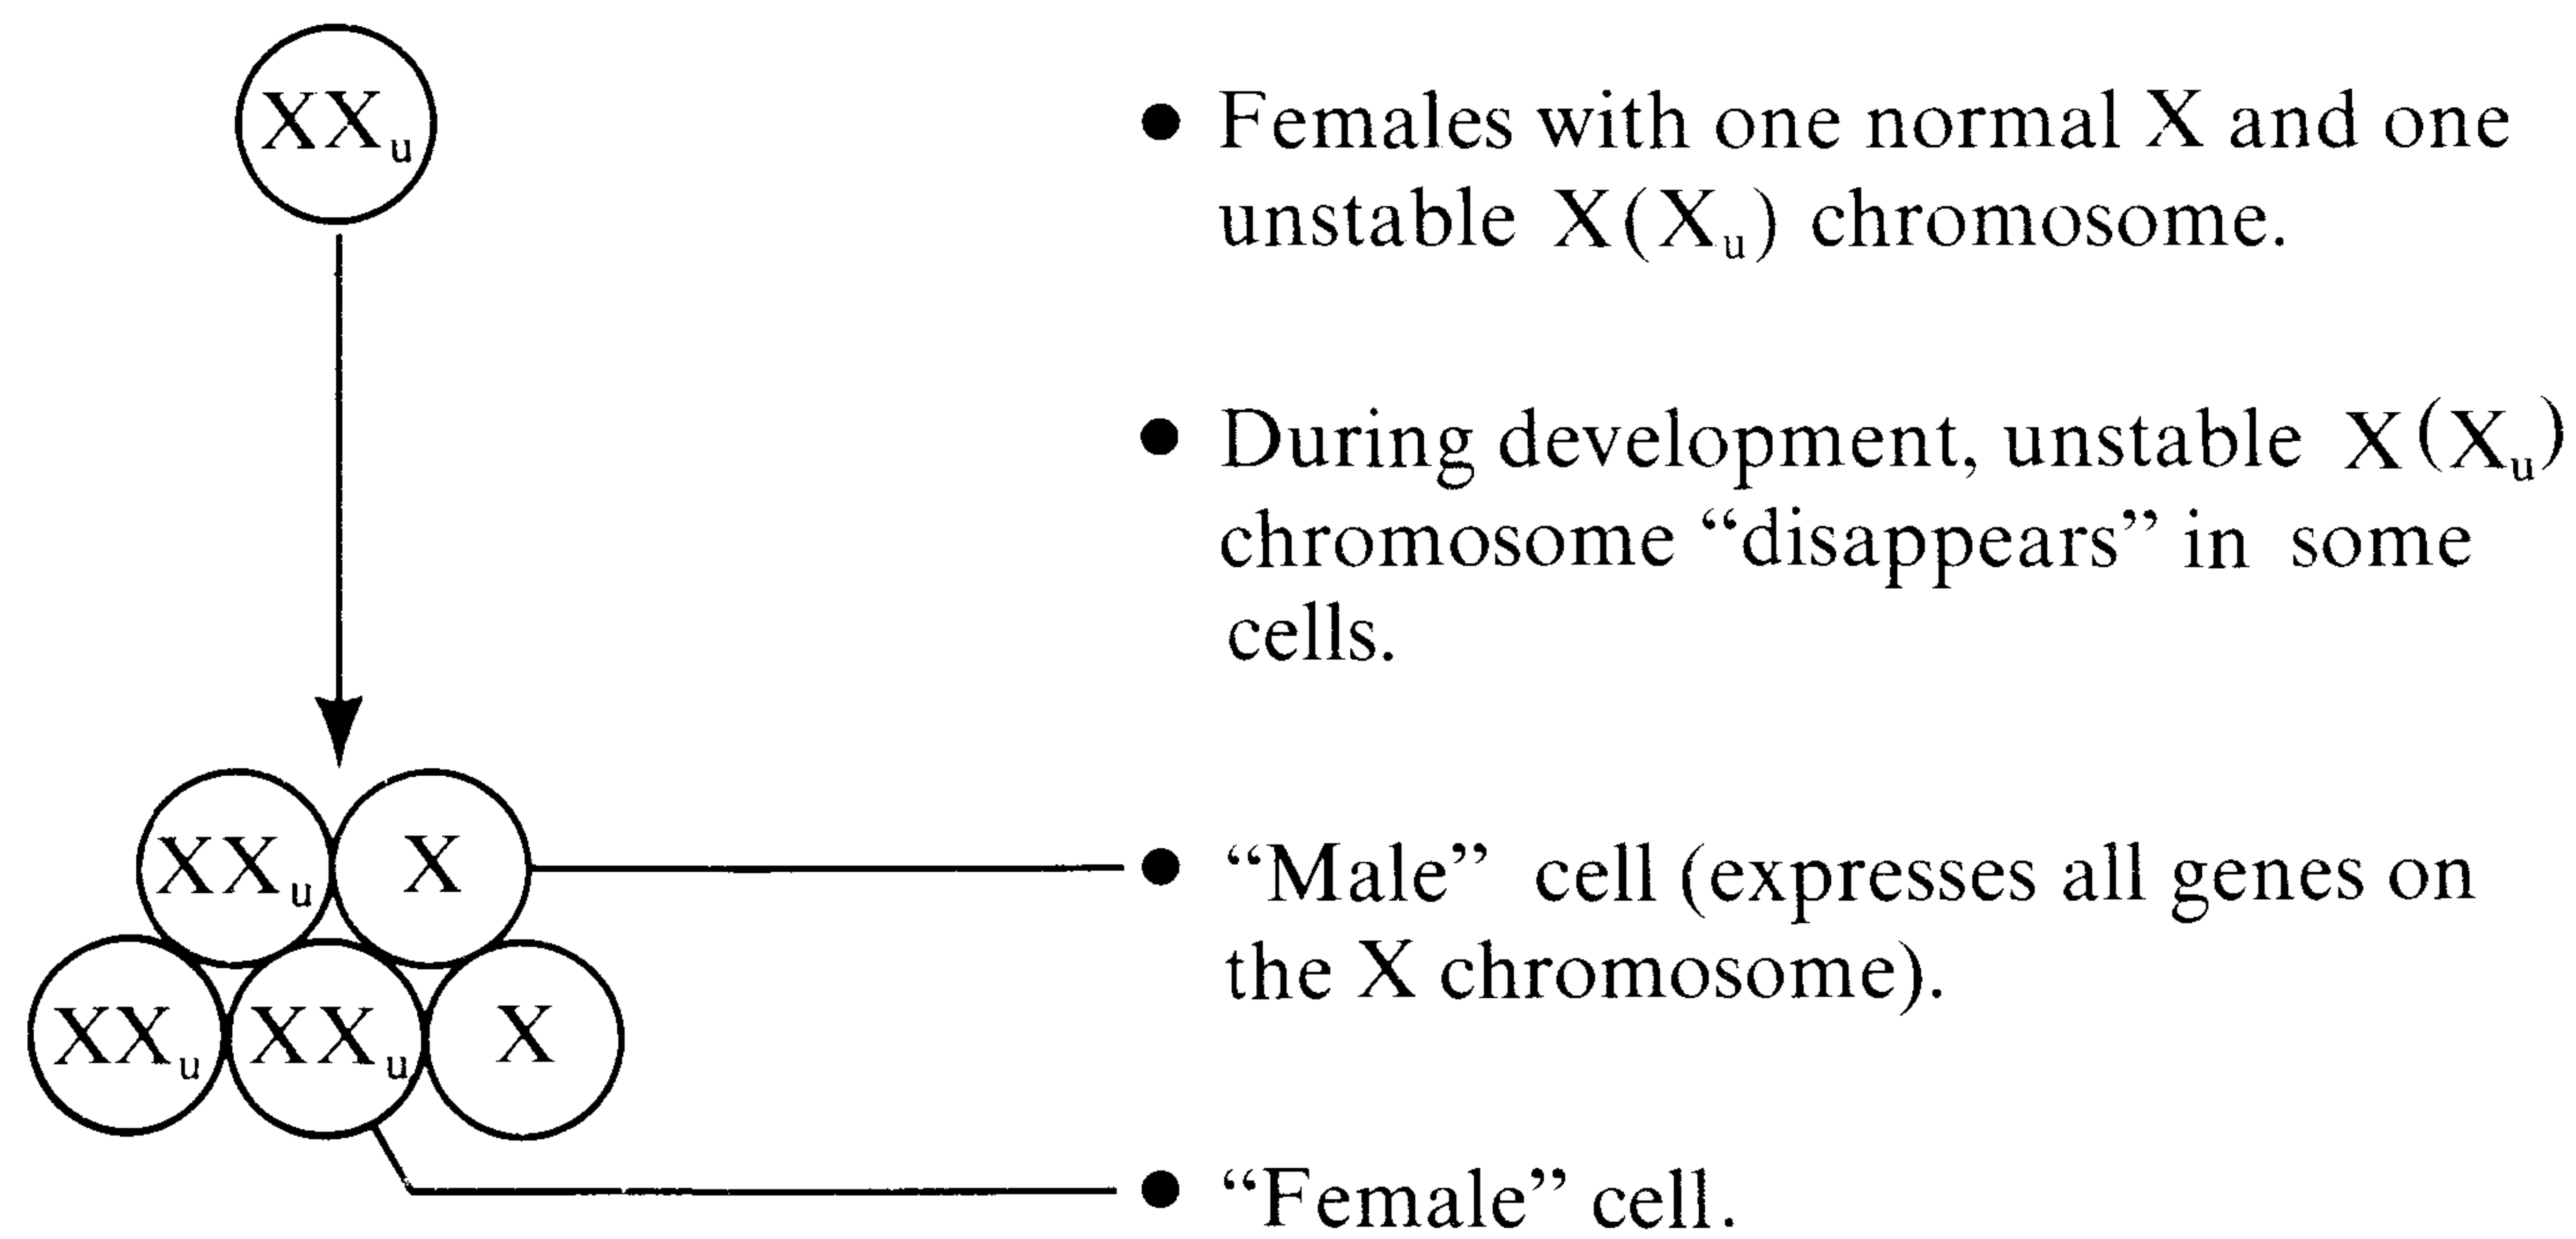 XXu
• Females with one normal X and one
unstable X(Xu) chromosome.
• During development, unstable X(Xu)
chromosome “disappears” in some
cells.
XXu X
• “Male” cell (expresses all genes on
the X chromosome).
XXu XXu X
• “Female” cell.